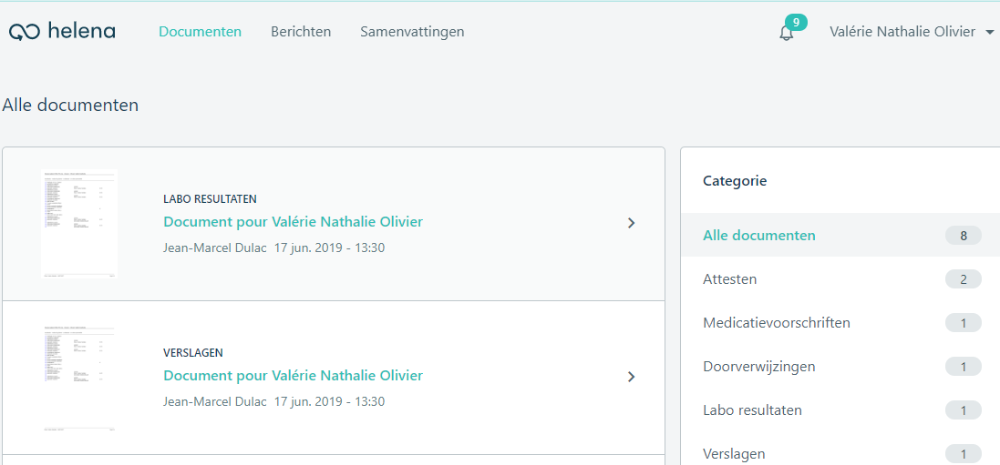 helena
Documenten
Berichten
Samenvattingen
9
Valérie Nathalie Olivier
Alle documenten
LABO RESULTATEN
Document pour Valérie Nathalie Olivier
Jean-Marcel Dulac 17 jun. 2019 - 13:30
VERSLAGEN
Document pour Valérie Nathalie Olivier
Jean-Marcel Dulac 17 jun. 2019 - 13:30
Categorie
Alle documenten 8
Attesten 2
Medicatievoorschriften 1
Doorverwijzingen 1
Labo resultaten 1
Verslagen 1